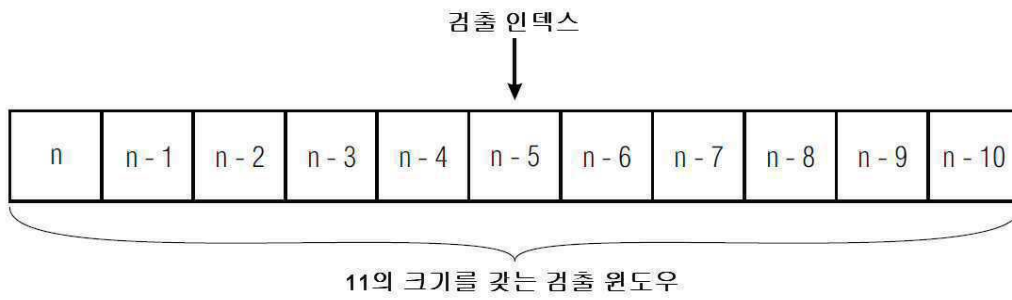 검출 인덱스
n n - 1 n - 2 n - 3 n - 4 n - 5 n - 6 n - 7 n - 8 n - 9 n - 10
11의 크기를 갖는 검출 윈도우